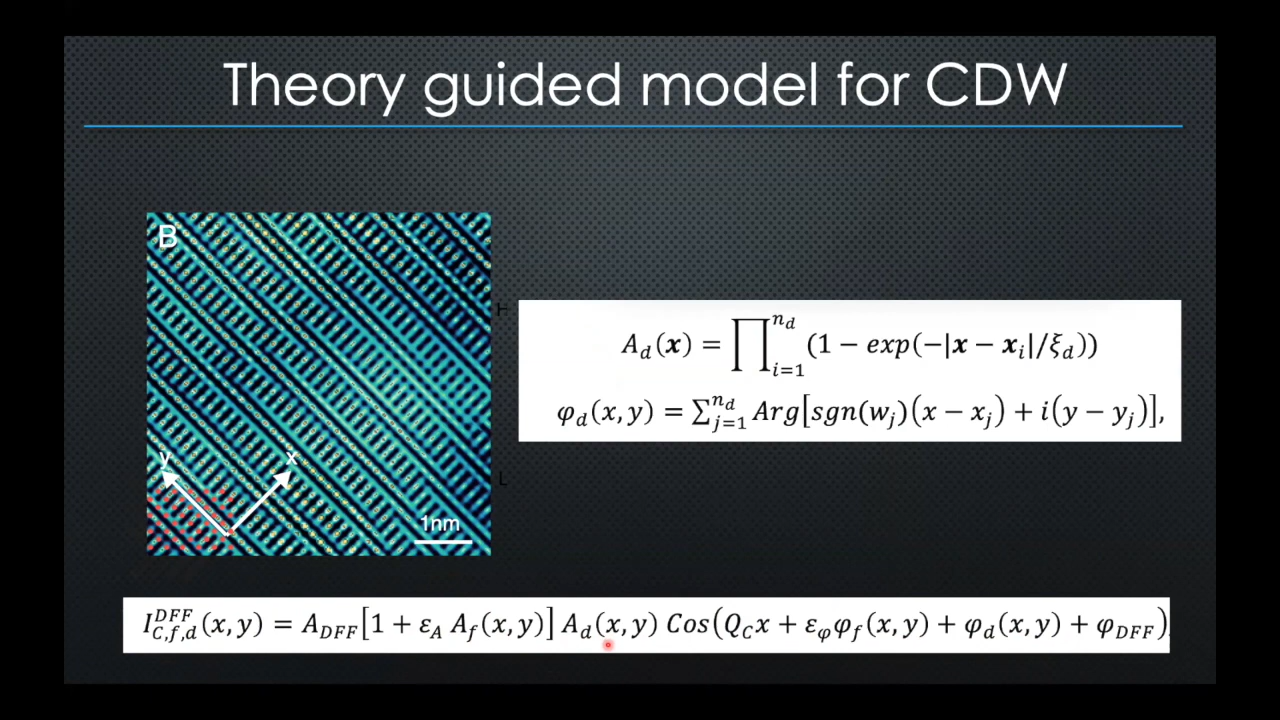 Theory guided model for CDW
B
H
A_d(x) = ∏_{i=1}^{n_d} (1 − exp(−|x − x_i|/ξ_d))
φ_d(x, y) = ∑_{j=1}^{n_d} Arg[sgn(w_j)(x − x_j) + i(y − y_j)],
y x
L
1nm
I_{C,f,d}^{DFF}(x, y) = A_{DFF}[1 + ε_A A_f(x, y)] A_d(x, y) Cos(Q_C x + ε_φ φ_f(x, y) + φ_d(x, y) + φ_{DFF})